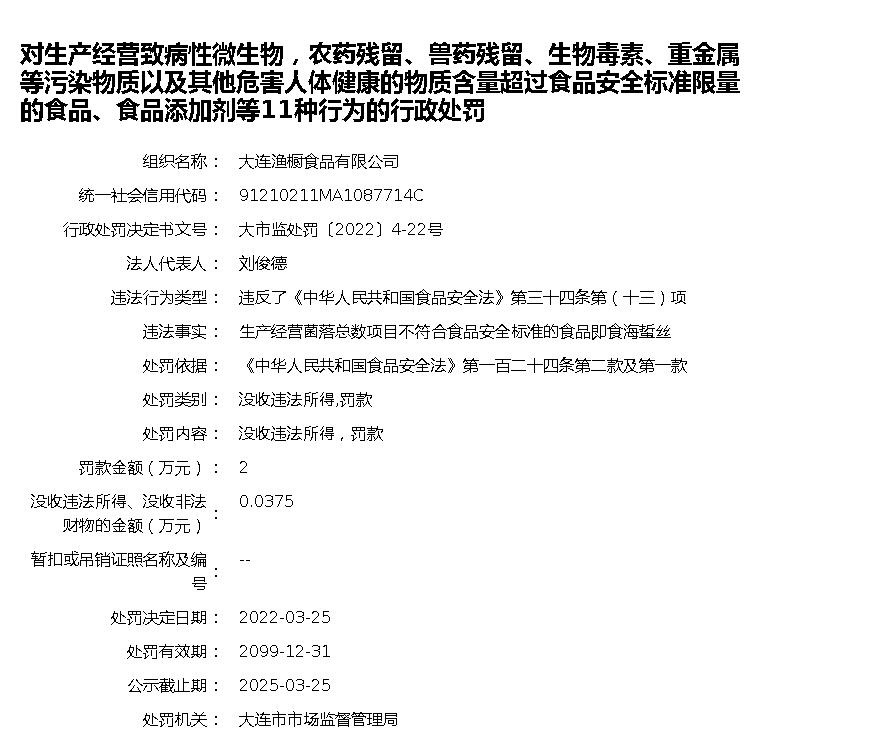 对生产经营致病性微生物，农药残留、兽药残留、生物毒素、重金属
等污染物质以及其他危害人体健康的物质含量超过食品安全标准限量
的食品、食品添加剂等11种行为的行政处罚
组织名称： 大连渔橱食品有限公司
统一社会信用代码： 91210211MA1087714C
行政处罚决定书文号： 大市监处罚〔2022〕4-22号
法人代表人： 刘俊德
违法行为类型： 违反了《中华人民共和国食品安全法》第三十四条第（十三）项
违法事实： 生产经营菌落总数项目不符合食品安全标准的食品即食海蜇丝
处罚依据： 《中华人民共和国食品安全法》第一百二十四条第二款及第一款
处罚类别： 没收违法所得,罚款
处罚内容： 没收违法所得，罚款
罚款金额（万元）： 2
没收违法所得、没收非法
财物的金额（万元）： 0.0375
暂扣或吊销证照名称及编
号： --
处罚决定日期： 2022-03-25
处罚有效期： 2099-12-31
公示截止期： 2025-03-25
处罚机关： 大连市市场监督管理局